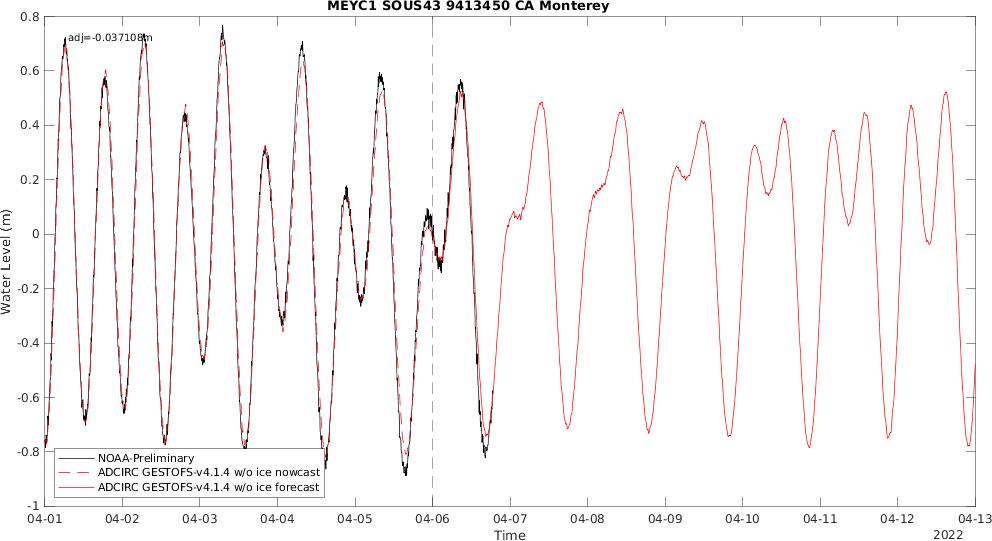 MEYC1 SOUS43 9413450 CA Monterey
adj=-0.037108m
Water Level (m)
0.8
0.6
0.4
0.2
0
-0.2
-0.4
-0.6
-0.8
-1
NOAA-Preliminary
ADCIRC GESTOFS-v4.1.4 w/o ice nowcast
ADCIRC GESTOFS-v4.1.4 w/o ice forecast
04-01 04-02 04-03 04-04 04-05 04-06 04-07 04-08 04-09 04-10 04-11 04-12 04-13
Time
2022